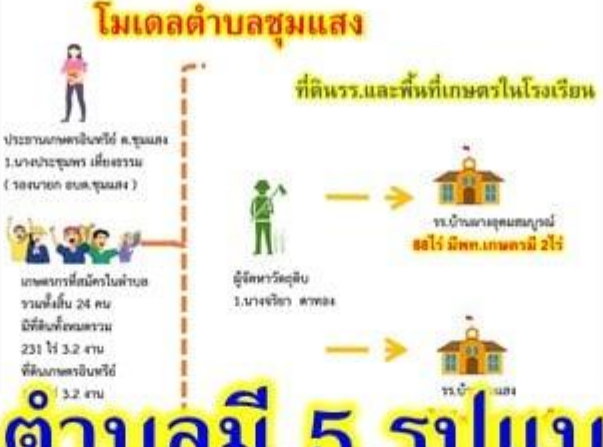 โมเดลตำบลชุมแสง
ที่ดินรร.และพื้นที่เกษตรในโรงเรียน
ประธานเกษตรอินทรีย์ ต.ชุมแสง
1.นางประชุมพร เที่ยงธรรม
( รองนายก อบต.ชุมแสง )
รร.บ้านผางอุดมสมบูรณ์
88ไร่ มีพท.เกษตรมี 2ไร่
ผู้จัดหาวัตถุดิบ
1.นางจริยา ดาทอง
เกษตรกรที่สมัครในตำบล
รวมทั้งสิ้น 24 คน
มีที่ดินทั้งหมดรวม
231 ไร่ 3.2 งาน
ที่ดินเกษตรอินทรีย์
3.2 งาน
ตำบลมี 5 รูปแบ